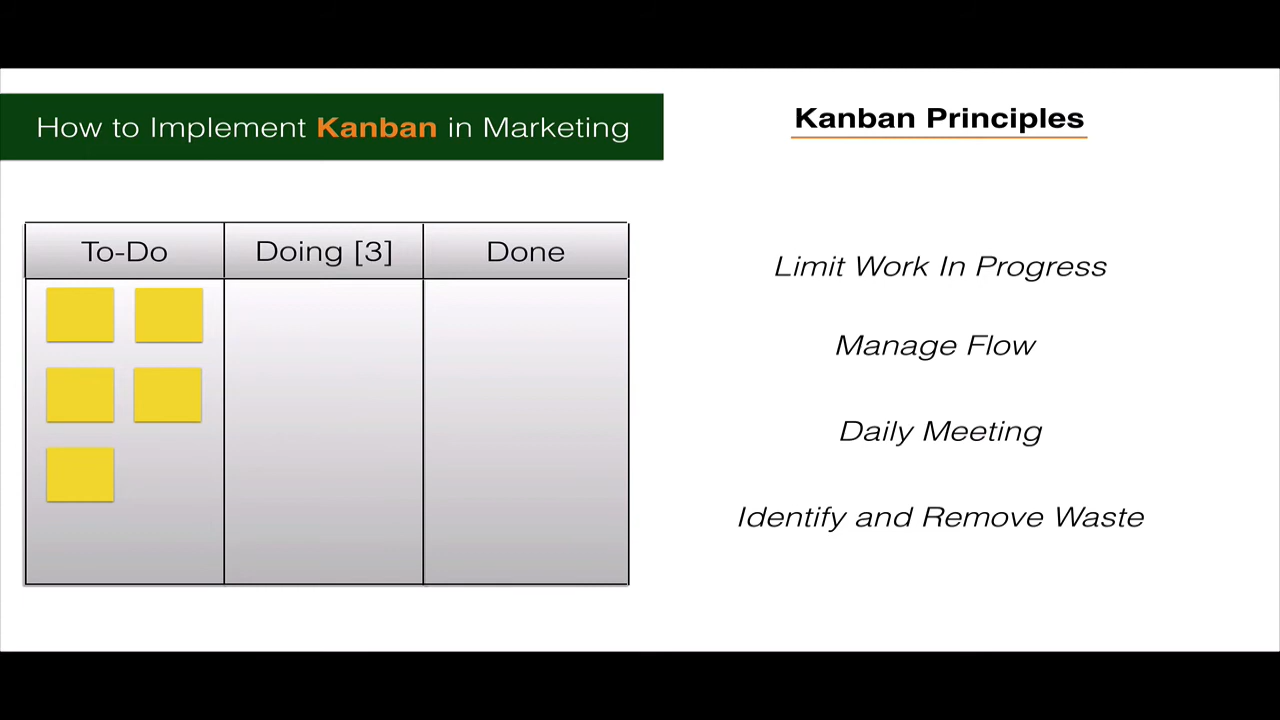 How to Implement Kanban in Marketing
Kanban Principles
To-Do
Doing [3]
Done
Limit Work In Progress
Manage Flow
Daily Meeting
Identify and Remove Waste